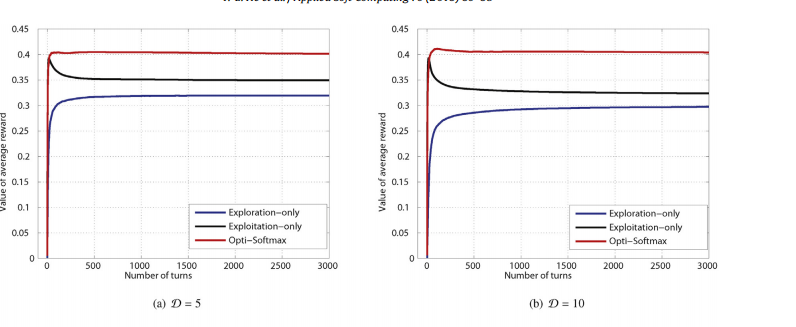 0.45
0.4
0.35
0.3
0.25
0.2
0.15
0.1
0.05
0
Value of average reward
0 500 1000 1500 2000 2500 3000
Number of turns
Exploration–only
Exploitation–only
Opti–Softmax
(a) 𝒟 = 5
0.45
0.4
0.35
0.3
0.25
0.2
0.15
0.1
0.05
0
Value of average reward
0 500 1000 1500 2000 2500 3000
Number of turns
Exploration–only
Exploitation–only
Opti–Softmax
(b) 𝒟 = 10